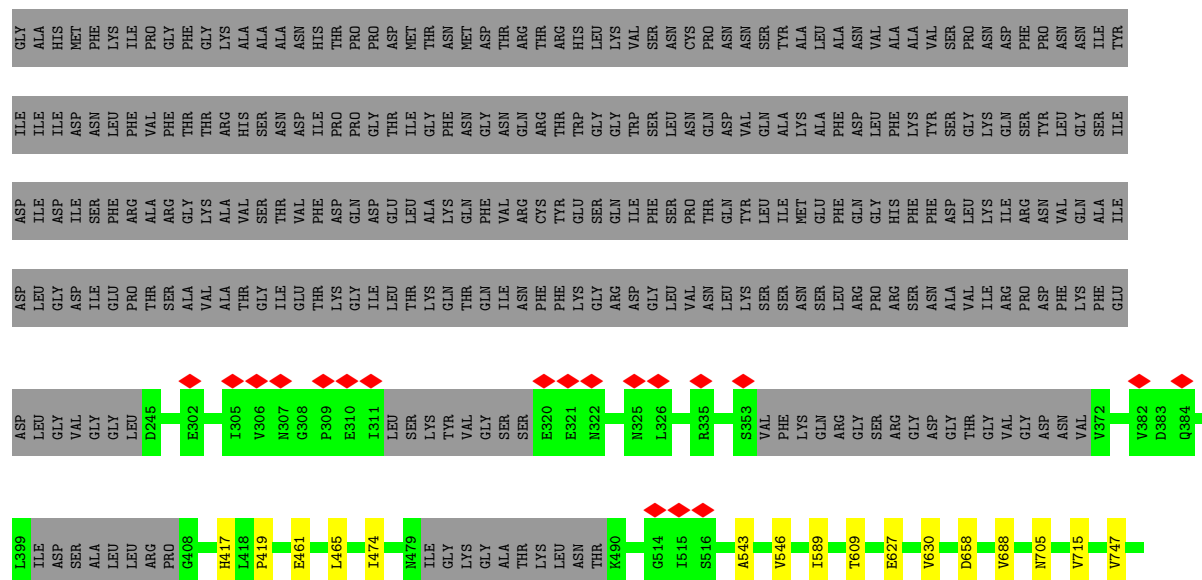 GLY ALA HIS MET PHE LYS ILE PRO GLY PHE GLY LYS ALA ALA ALA ASN HIS THR PRO PRO ASP MET THR ASN MET ASP THR ARG THR ARG HIS LEU LYS VAL SER ASN CYS PRO ASN ASN SER TYR ALA LEU ALA ASN VAL ALA ALA VAL SER PRO ASN ASP PHE PRO ASN ASN ILE TYR
ILE ILE ILE ASP ASN LEU PHE VAL PHE THR THR ARG HIS SER ASN ASP ILE PRO PRO GLY THR ILE GLY PHE ASN GLY ASN GLN ARG THR TRP GLY GLY TRP SER LEU ASN GLN ASP VAL GLN ALA LYS ALA PHE ASP LEU PHE LYS TYR SER GLY LYS GLN SER TYR LEU GLY SER ILE
ASP ILE ASP ILE SER PHE ARG ALA ARG GLY LYS ALA VAL SER THR VAL PHE ASP GLN ASP GLU LEU ALA LYS GLN PHE VAL ARG CYS TYR GLU SER GLN ILE PHE SER PRO THR GLN TYR LEU ILE MET GLU PHE GLN GLY HIS PHE PHE ASP LEU LYS ILE ARG ASN VAL GLN ALA ILE
ASP LEU GLY ASP ILE GLU PRO THR SER ALA VAL ALA THR GLY ILE GLU THR LYS GLY ILE LEU THR LYS GLN THR GLN ILE ASN PHE PHE LYS GLY ARG ASP GLY LEU VAL ASN LEU LYS SER SER ASN SER LEU ARG PRO ARG SER ASN ALA VAL ILE ARG PRO ASP PHE LYS PHE GLU
ASP LEU GLY VAL GLY GLY LEU D245 E302 I305 V306 N307 G308 P309 E310 I311 LEU SER LYS TYR VAL GLY SER SER E320 E321 N322 N325 L326 R335 S353 VAL PHE LYS GLN ARG GLY SER ARG GLY ASP GLY THR GLY VAL GLY ASP ASN VAL V372 V382 D383 Q384
L399 ILE ASP SER ALA LEU LEU ARG PRO G408 H417 L418 P419 E461 L465 I474 N479 ILE GLY LYS GLY ALA THR LYS LEU ASN THR K490 G514 I515 S516 A543 V546 I589 T609 E627 V630 D658 V688 N705 V715 V747